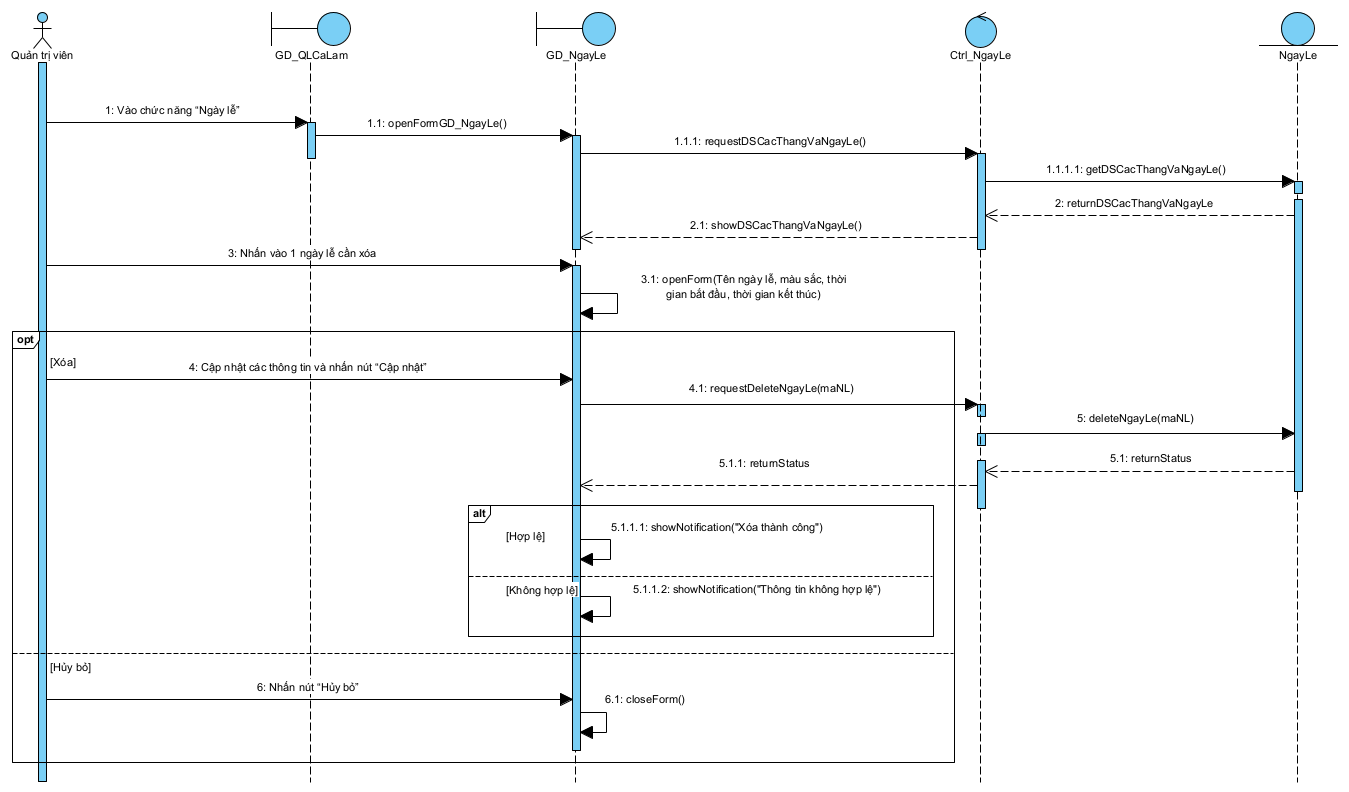 Quản trị viên
GD_QLCaLam
GD_NgayLe
Ctrl_NgayLe
NgayLe
1: Vào chức năng "Ngày lễ"
1.1: openFormGD_NgayLe()
1.1.1: requestDSCacThangVaNgayLe()
1.1.1.1: getDSCacThangVaNgayLe()
2: returnDSCacThangVaNgayLe
2.1: showDSCacThangVaNgayLe()
3: Nhấn vào 1 ngày lễ cần xóa
3.1: openForm(Tên ngày lễ, màu sắc, thời
gian bắt đầu, thời gian kết thúc)
opt
[Xóa]
4: Cập nhật các thông tin và nhấn nút "Cập nhật"
4.1: requestDeleteNgayLe(maNL)
5: deleteNgayLe(maNL)
5.1: returnStatus
5.1.1: returnStatus
alt
5.1.1.1: showNotification("Xóa thành công")
[Hợp lệ]
[Không hợp lệ]
5.1.1.2: showNotification("Thông tin không hợp lệ")
[Hủy bỏ]
6: Nhấn nút "Hủy bỏ"
6.1: closeForm()